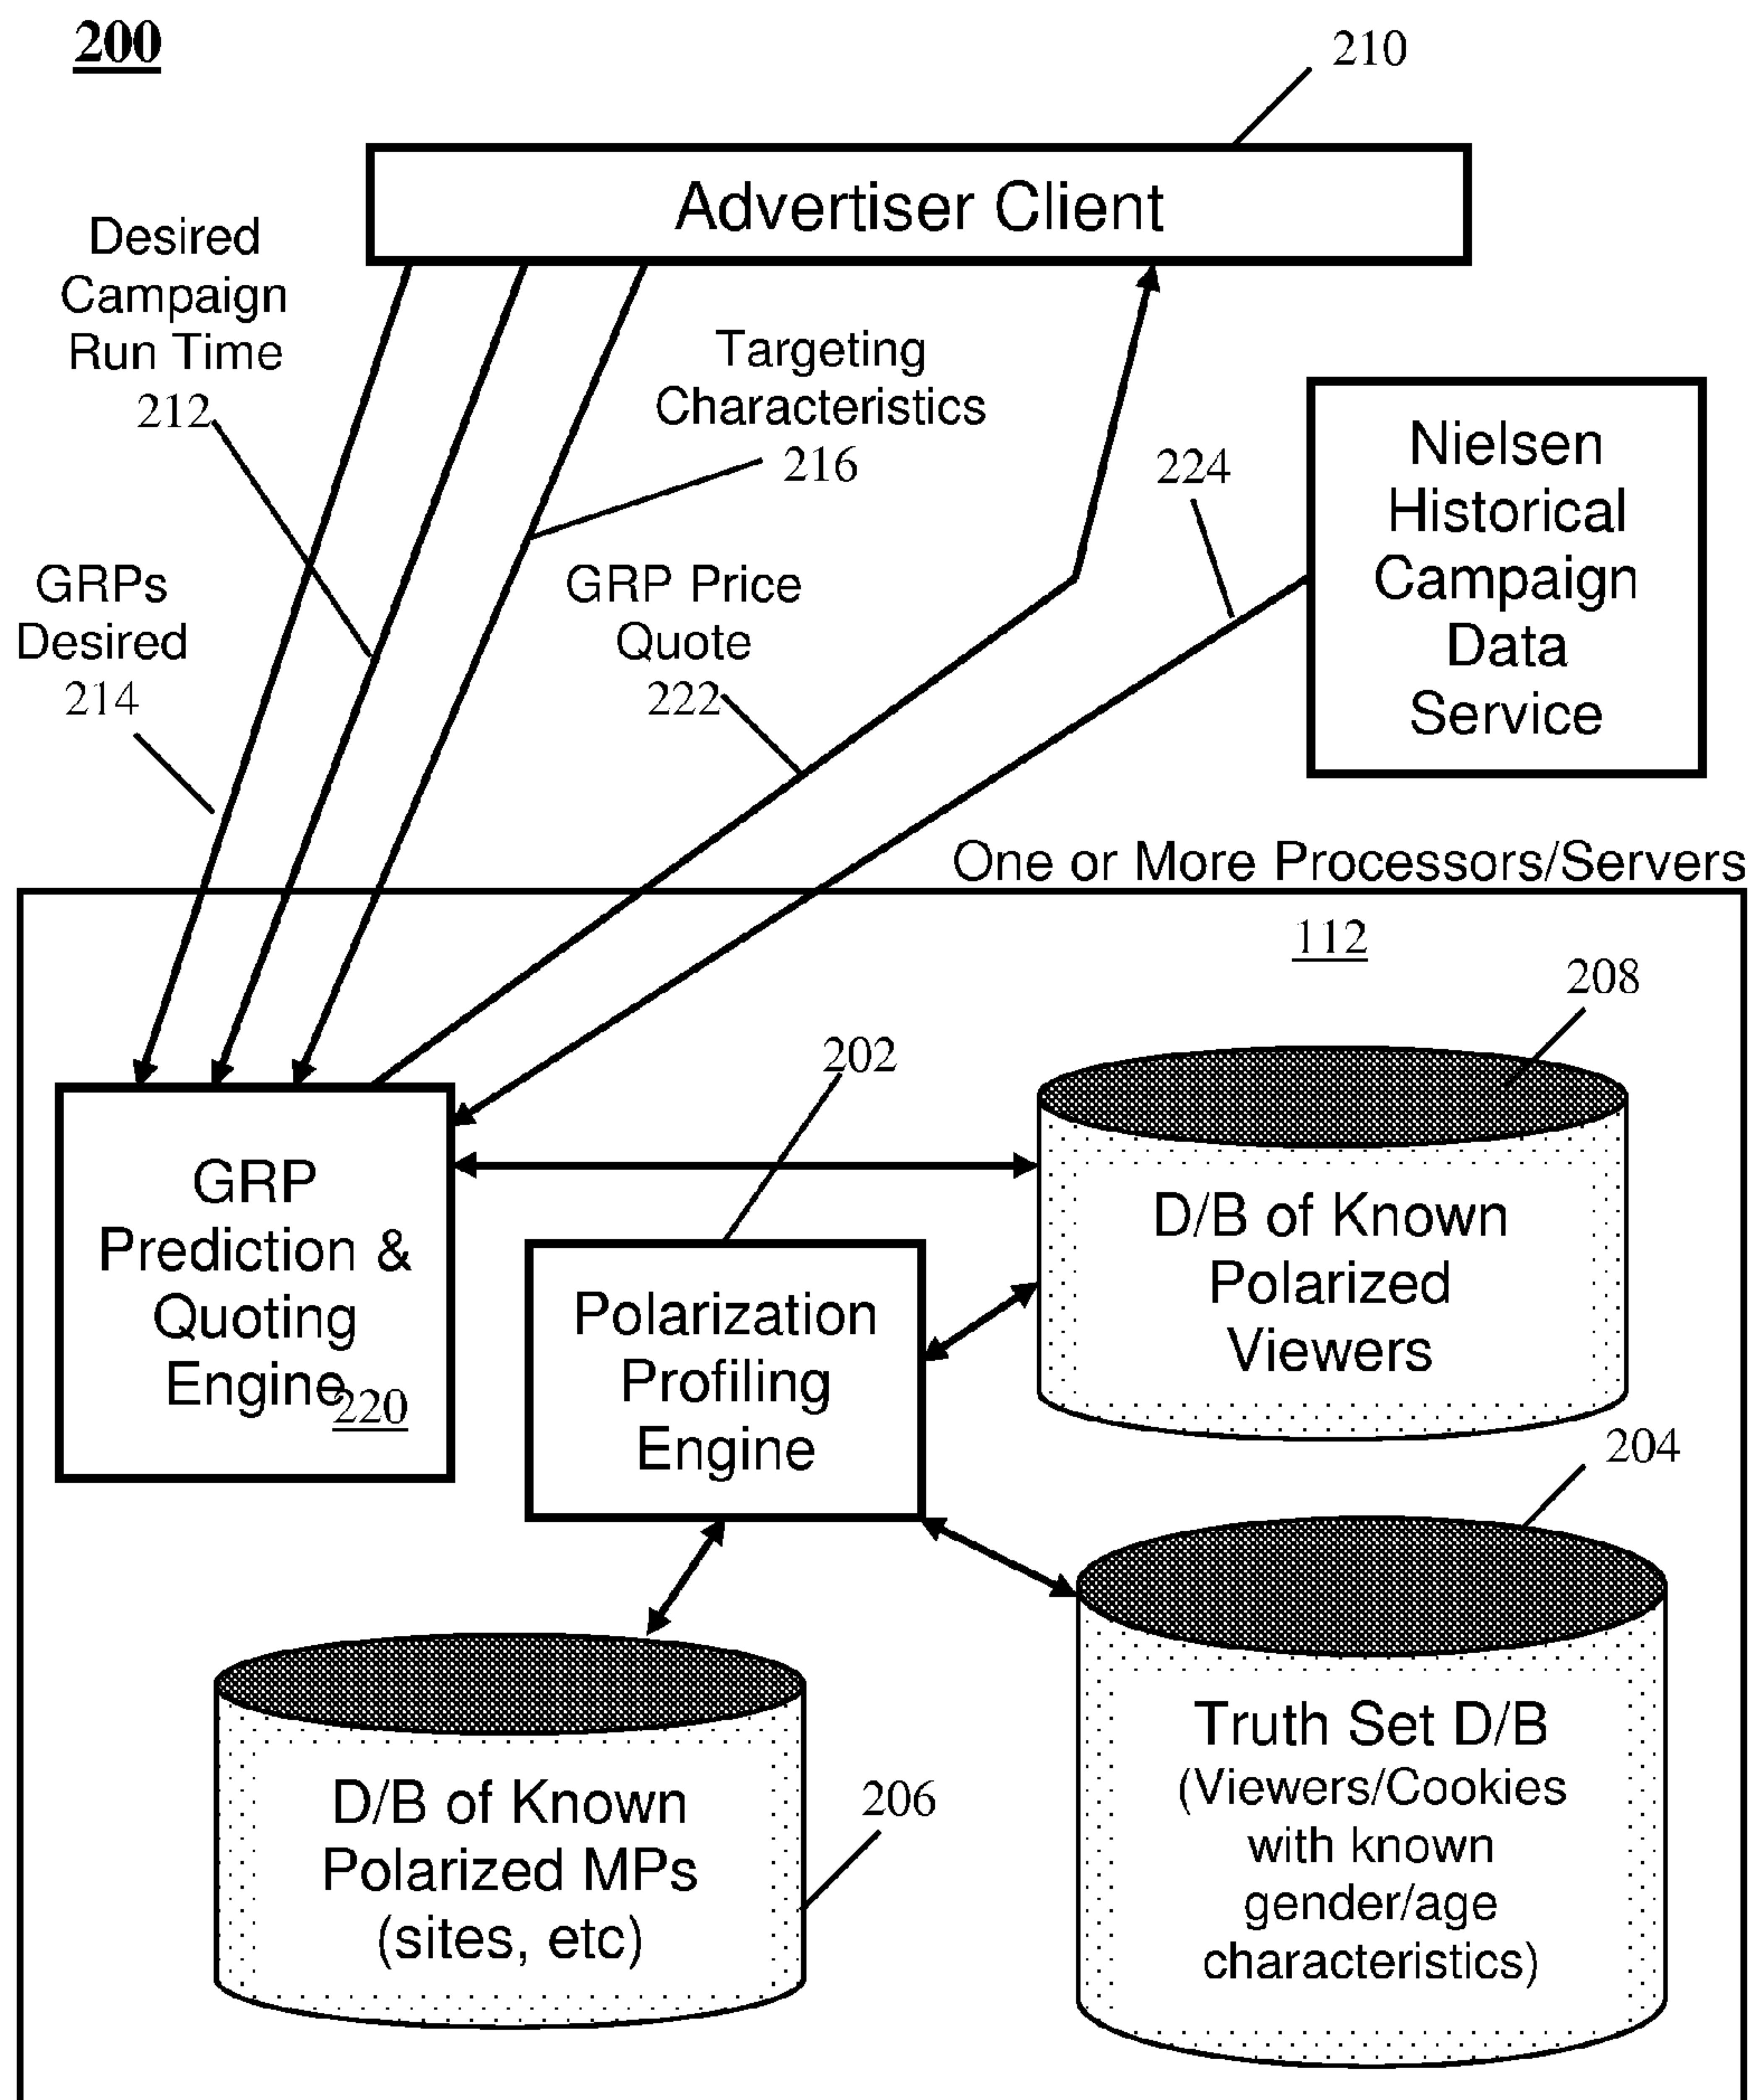 200
210
Advertiser Client
Desired
Campaign
Run Time
212
Targeting
Characteristics
216
224
Nielsen
Historical
Campaign
Data
Service
GRPs
Desired
214
GRP Price
Quote
222
One or More Processors/Servers
112
208
202
GRP
Prediction &
Quoting
Engine
220
D/B of Known
Polarized
Viewers
Polarization
Profiling
Engine
204
D/B of Known
Polarized MPs
(sites, etc)
206
Truth Set D/B
(Viewers/Cookies
with known
gender/age
characteristics)